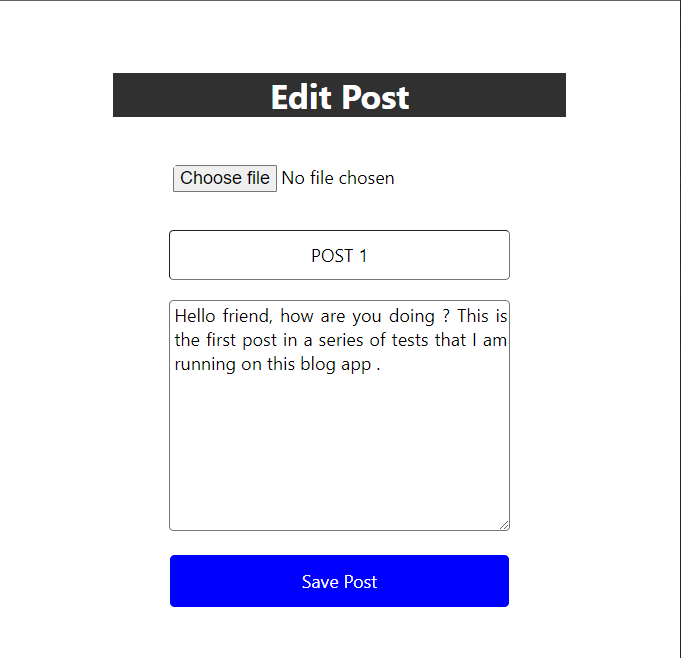 Edit Post
Choose file No file chosen
POST 1
Hello friend, how are you doing ? This is
the first post in a series of tests that I am
running on this blog app .
Save Post